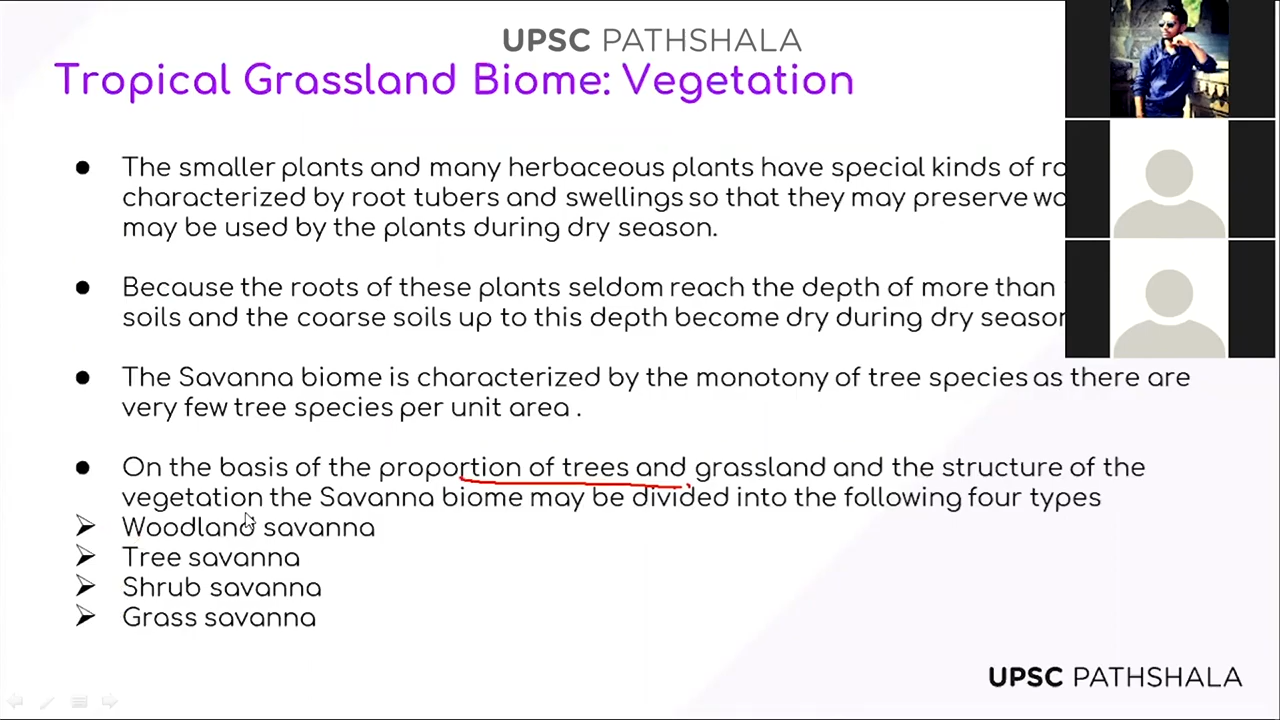 UPSC PATHSHALA
Tropical Grassland Biome: Vegetation
● The smaller plants and many herbaceous plants have special kinds of
characterized by root tubers and swellings so that they may preserve
may be used by the plants during dry season.
● Because the roots of these plants seldom reach the depth of more than
soils and the coarse soils up to this depth become dry during dry season
● The Savanna biome is characterized by the monotony of tree species as there are
very few tree species per unit area .
● On the basis of the proportion of trees and grassland and the structure of the
vegetation the Savanna biome may be divided into the following four types
➢ Woodland savanna
➢ Tree savanna
➢ Shrub savanna
➢ Grass savanna
UPSC PATHSHALA